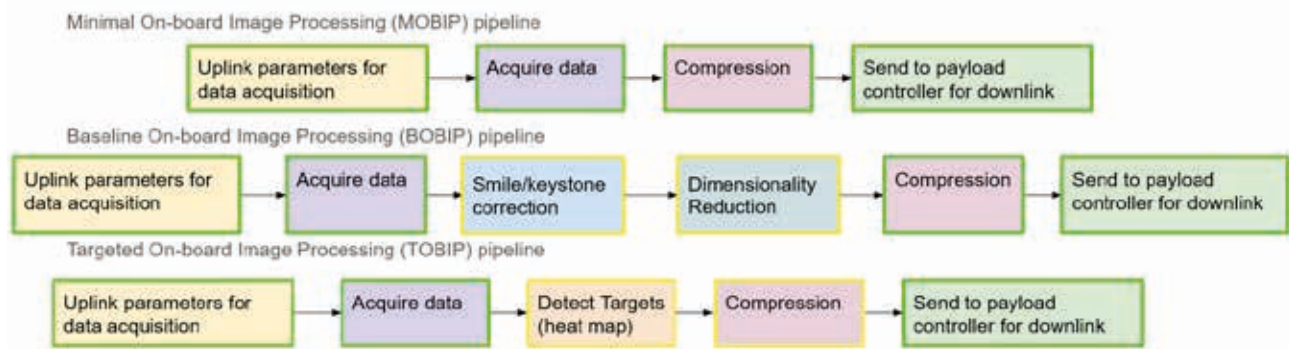 Minimal On-board Image Processing (MOBIP) pipeline
Uplink parameters for
data acquisition
Acquire data
Compression
Send to payload
controller for downlink
Baseline On-board Image Processing (BOBIP) pipeline
Uplink parameters for
data acquisition
Acquire data
Smile/keystone
correction
Dimensionality
Reduction
Compression
Send to payload
controller for downlink
Targeted On-board Image Processing (TOBIP) pipeline
Uplink parameters for
data acquisition
Acquire data
Detect Targets
(heat map)
Compression
Send to payload
controller for downlink